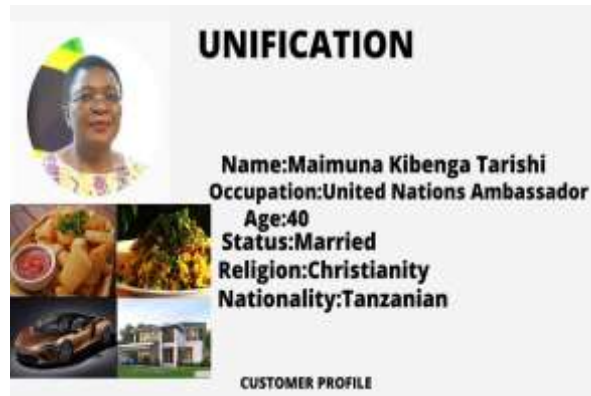 UNIFICATION
Name:Maimuna Kibenga Tarishi
Occupation:United Nations Ambassador
Age:40
Status:Married
Religion:Christianity
Nationality:Tanzanian
CUSTOMER PROFILE